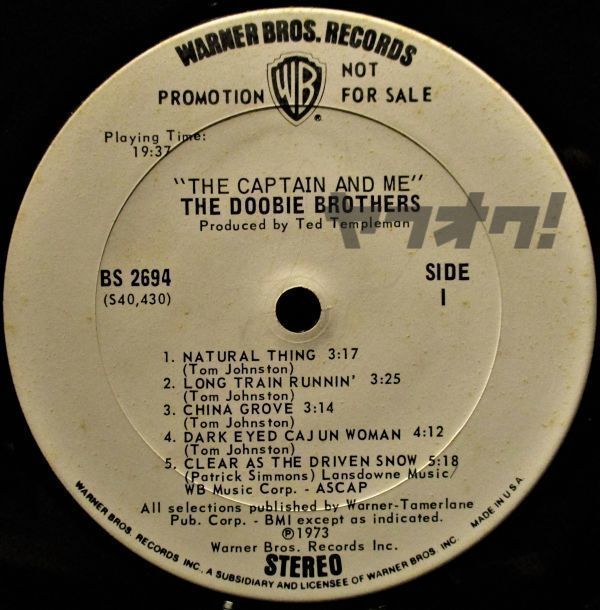 WARNER BROS. RECORDS
WB
®
PROMOTION NOT FOR SALE
Playing Time:
19:37
"THE CAPTAIN AND ME"
THE DOOBIE BROTHERS
Produced by Ted Templeman
ヤフオク!
BS 2694
(S40,430)
SIDE
1
1. NATURAL THING 3:17
(Tom Johnston)
2. LONG TRAIN RUNNIN' 3:25
(Tom Johnston)
3. CHINA GROVE 3:14
(Tom Johnston)
4. DARK EYED CAJUN WOMAN 4:12
(Tom Johnston)
5. CLEAR AS THE DRIVEN SNOW 5:18
(Patrick Simmons) Lansdowne Music/
WB Music Corp. - ASCAP
All selections published by Warner-Tamerlane
Pub. Corp. - BMI except as indicated.
℗1973
Warner Bros. Records Inc.
STEREO
WARNER BROS. RECORDS INC., A SUBSIDIARY AND LICENSEE OF WARNER BROS. INC. MADE IN U.S.A.